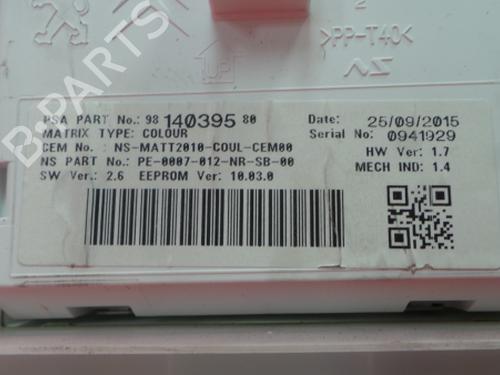 B-PARTS
2
>PP-T40<
NS
UP
PSA PART No.: 98 140395 80
MATRIX TYPE: COLOUR
CEM No. : NS-MATT2010-COUL-CEM00
NS PART No.: PE-0007-012-NR-SB-00
SW Ver.: 2.6 EEPROM Ver: 10.03.0
Date: 25/09/2015
Serial No: 0941929
HW Ver: 1.7
MECH IND: 1.4